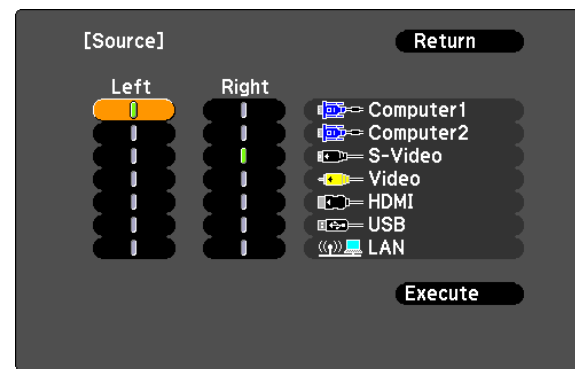 [Source]
Return
Left Right
Computer1
Computer2
S-Video
Video
HDMI
USB
LAN
Execute